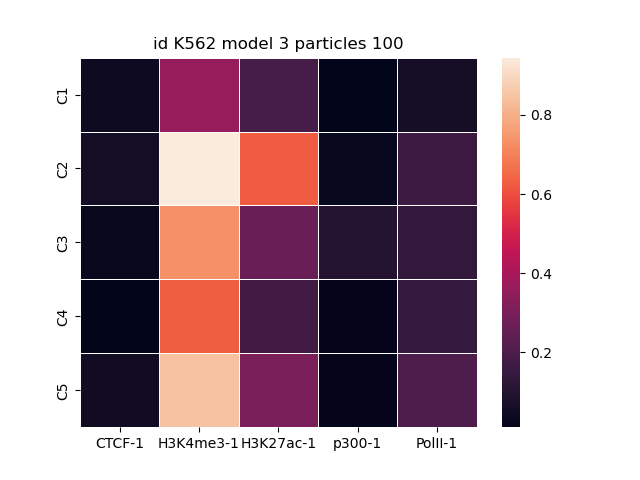 id K562 model 3 particles 100
C1
C2
C3
C4
C5
CTCF-1 H3K4me3-1 H3K27ac-1 p300-1 PolII-1
0.8
0.6
0.4
0.2